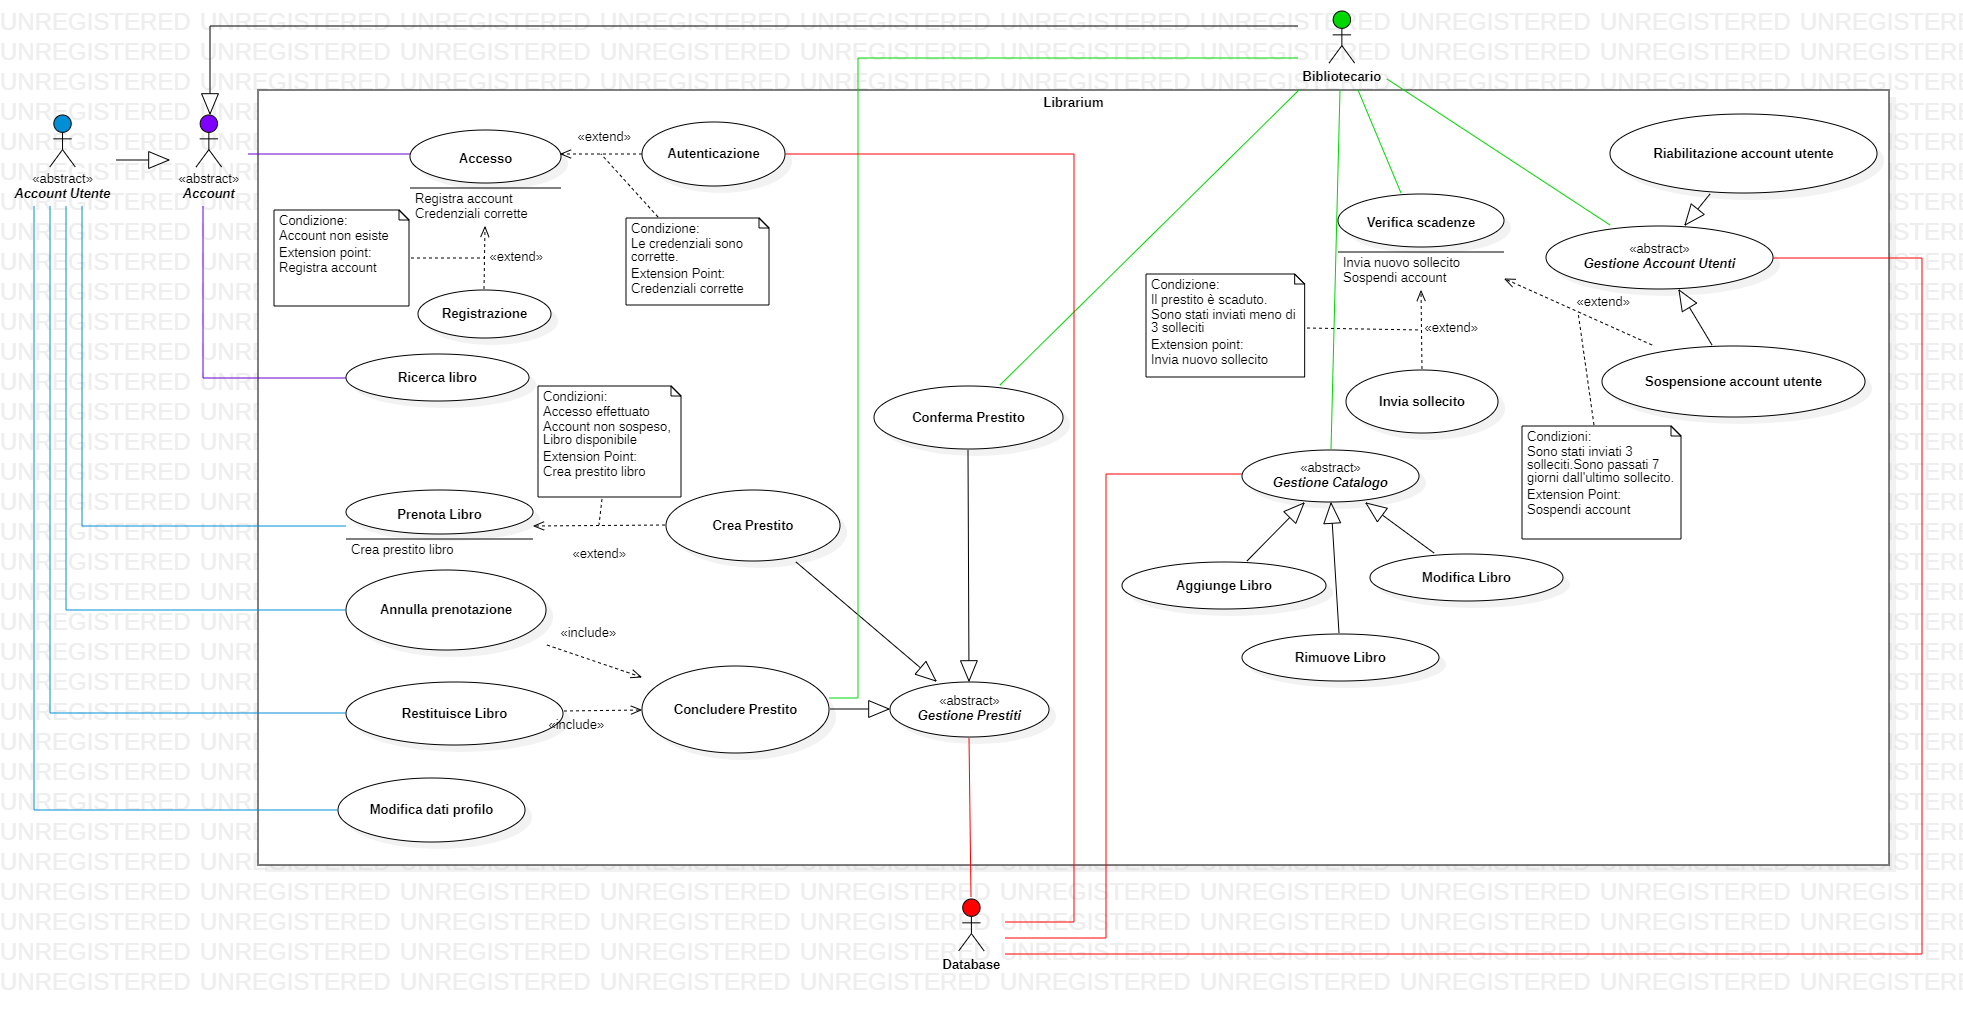 UNREGISTERED
Bibliotecario
Librarium
«abstract»
Account Utente
«abstract»
Account
Accesso
Registra account
Credenziali corrette
«extend»
Autenticazione
Condizione:
Account non esiste
Extension point:
Registra account
«extend»
Registrazione
Condizione:
Le credenziali sono
corrette.
Extension Point:
Credenziali corrette
Ricerca libro
Condizioni:
Accesso effettuato
Account non sospeso,
Libro disponibile
Extension Point:
Crea prestito libro
Prenota Libro
Crea prestito libro
«extend»
Crea Prestito
Annulla prenotazione
«include»
Restituisce Libro
«include»
Concludere Prestito
Modifica dati profilo
Conferma Prestito
«abstract»
Gestione Prestiti
Verifica scadenze
Invia nuovo sollecito
Sospendi account
Condizione:
Il prestito è scaduto.
Sono stati inviati meno di
3 solleciti
Extension point:
Invia nuovo sollecito
«extend»
Invia sollecito
Riabilitazione account utente
«abstract»
Gestione Account Utenti
«extend»
Sospensione account utente
Condizioni:
Sono stati inviati 3
solleciti.Sono passati 7
giorni dall'ultimo sollecito.
Extension Point:
Sospendi account
«abstract»
Gestione Catalogo
Aggiunge Libro
Modifica Libro
Rimuove Libro
Database